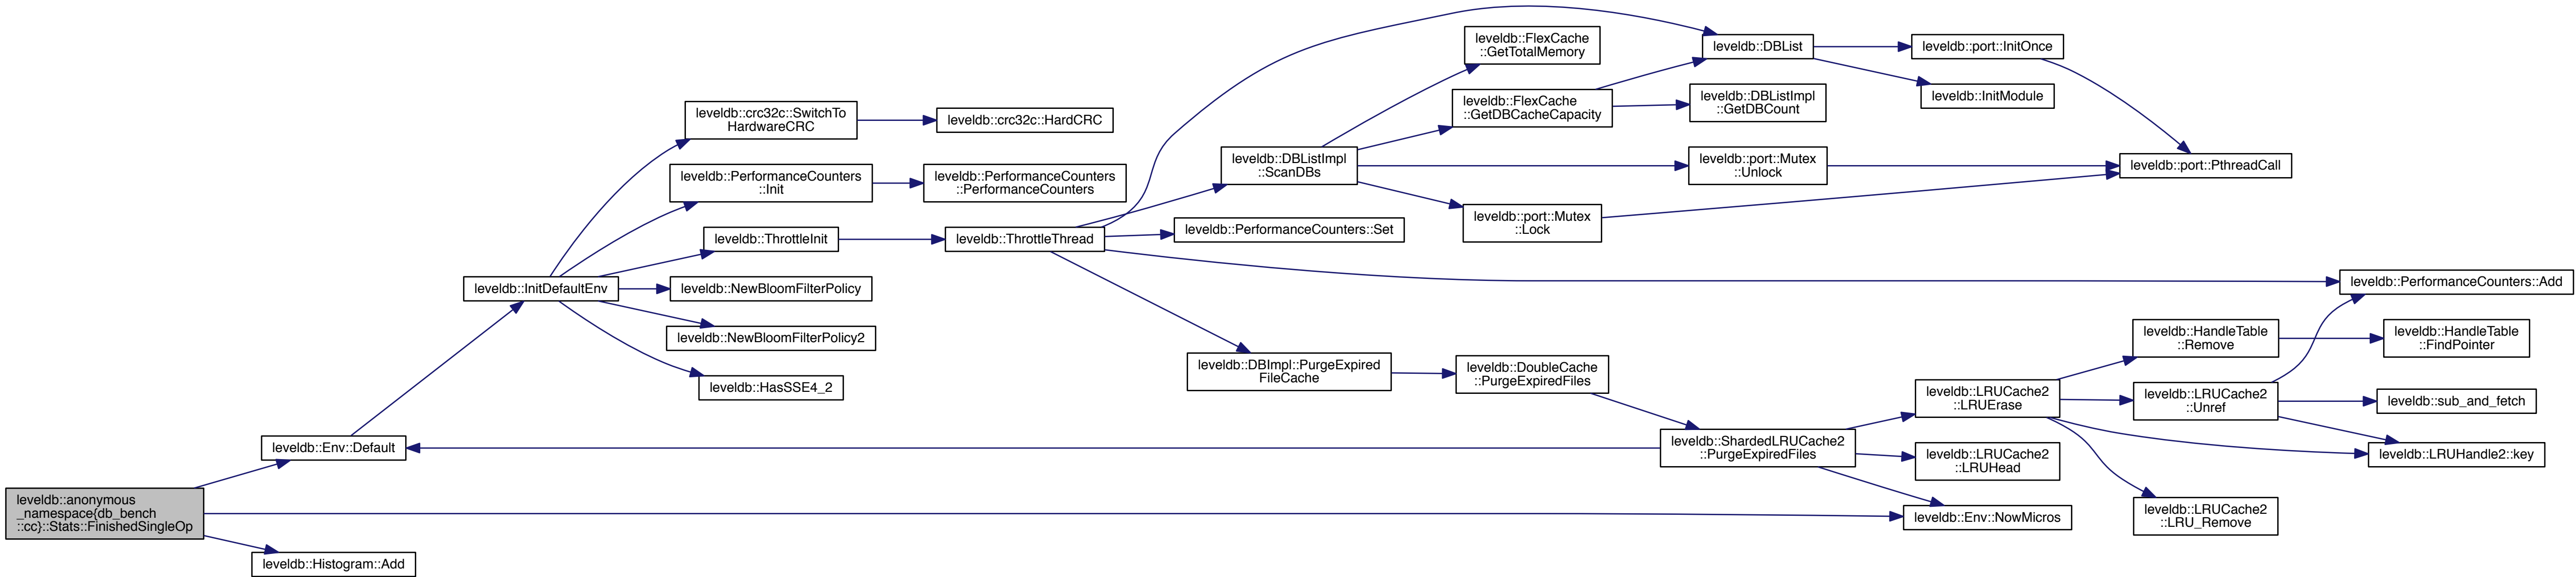 leveldb::anonymous
_namespace{db_bench
::cc}::Stats::FinishedSingleOp
leveldb::Env::Default
leveldb::Histogram::Add
leveldb::InitDefaultEnv
leveldb::crc32c::SwitchTo
HardwareCRC
leveldb::PerformanceCounters
::Init
leveldb::ThrottleInit
leveldb::NewBloomFilterPolicy
leveldb::NewBloomFilterPolicy2
leveldb::HasSSE4_2
leveldb::crc32c::HardCRC
leveldb::PerformanceCounters
::PerformanceCounters
leveldb::ThrottleThread
leveldb::DBListImpl
::ScanDBs
leveldb::PerformanceCounters::Set
leveldb::DBImpl::PurgeExpired
FileCache
leveldb::FlexCache
::GetTotalMemory
leveldb::FlexCache
::GetDBCacheCapacity
leveldb::port::Mutex
::Lock
leveldb::DoubleCache
::PurgeExpiredFiles
leveldb::DBList
leveldb::DBListImpl
::GetDBCount
leveldb::port::Mutex
::Unlock
leveldb::ShardedLRUCache2
::PurgeExpiredFiles
leveldb::port::InitOnce
leveldb::InitModule
leveldb::LRUCache2
::LRUErase
leveldb::LRUCache2
::LRUHead
leveldb::Env::NowMicros
leveldb::port::PthreadCall
leveldb::HandleTable
::Remove
leveldb::LRUCache2
::Unref
leveldb::LRUCache2
::LRU_Remove
leveldb::PerformanceCounters::Add
leveldb::HandleTable
::FindPointer
leveldb::sub_and_fetch
leveldb::LRUHandle2::key